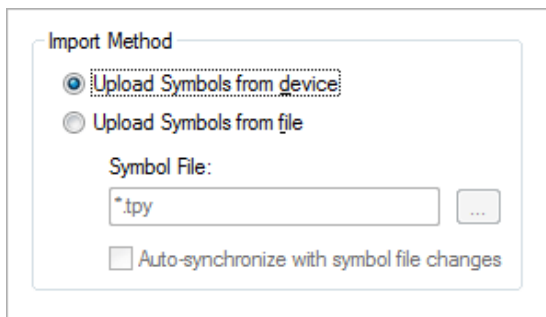 Import Method
Upload Symbols from device
Upload Symbols from file
Symbol File:
*.tpy
...
Auto-synchronize with symbol file changes